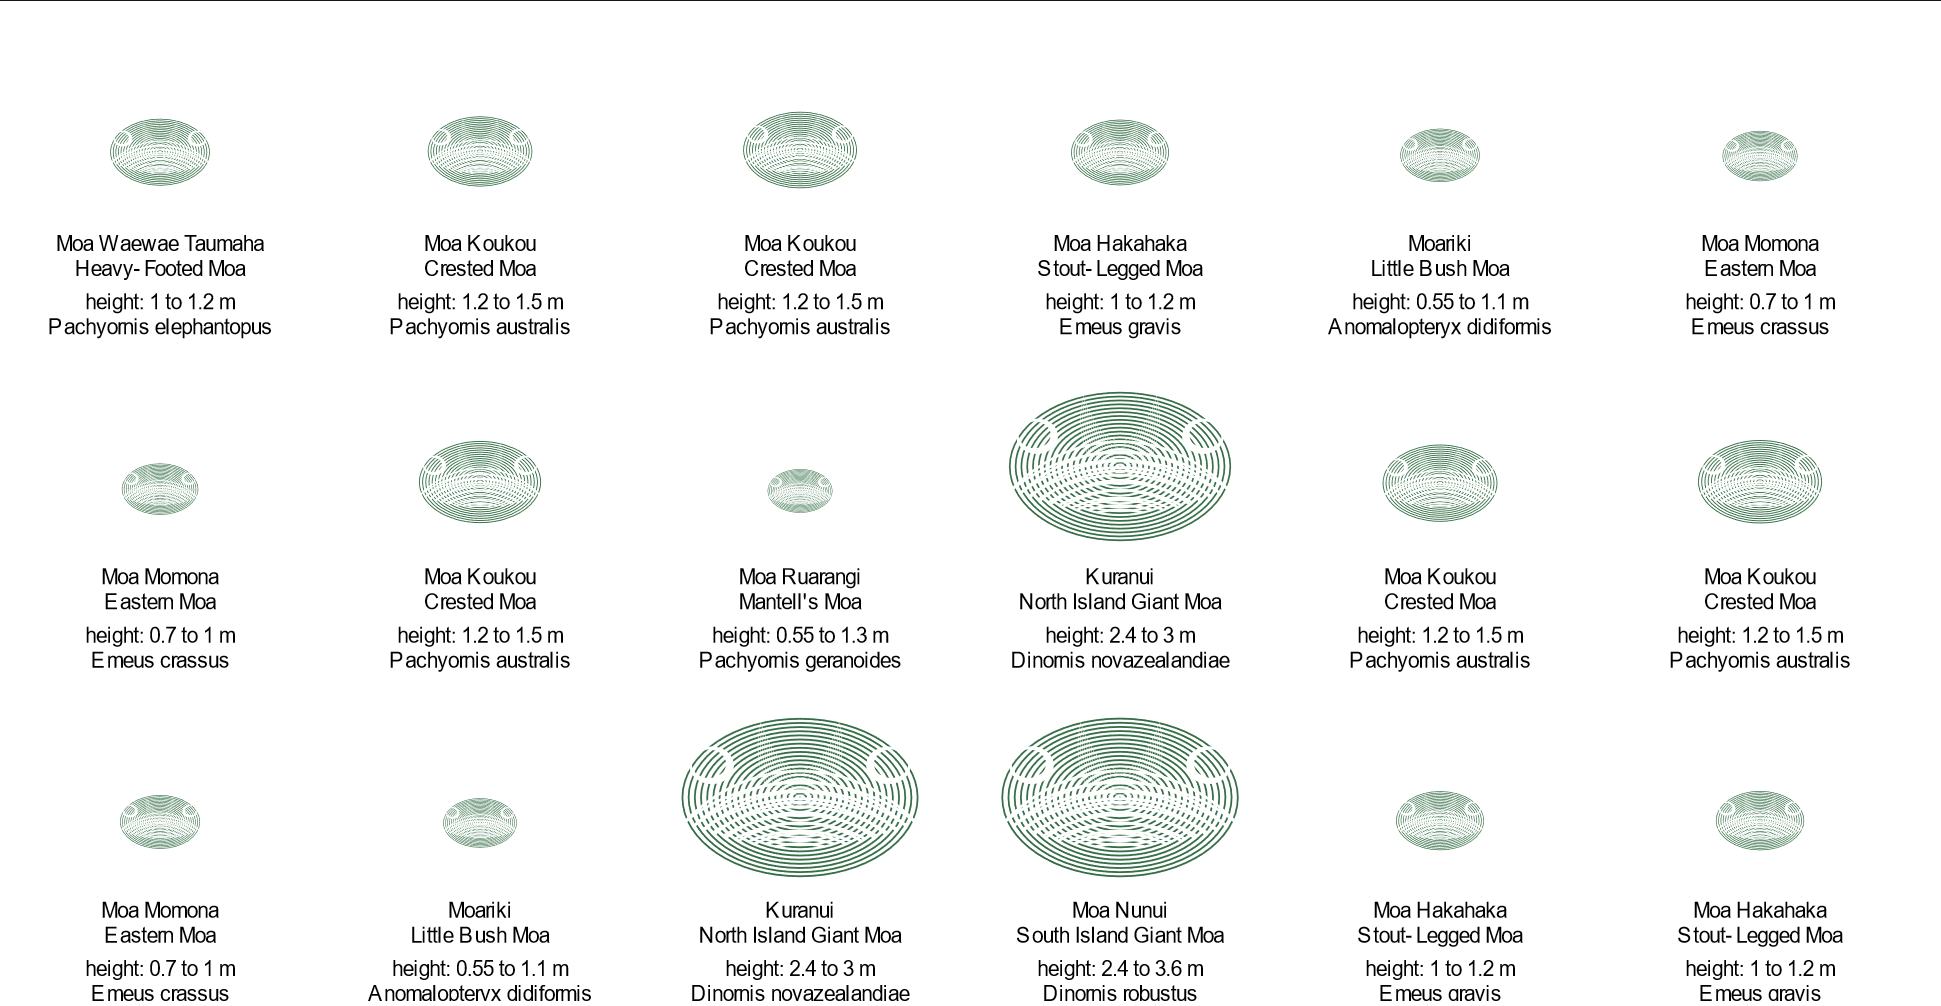 Moa Waewae Taumaha
Heavy-Footed Moa
height: 1 to 1.2 m
Pachyornis elephantopus
Moa Koukou
Crested Moa
height: 1.2 to 1.5 m
Pachyornis australis
Moa Koukou
Crested Moa
height: 1.2 to 1.5 m
Pachyornis australis
Moa Hakahaka
Stout-Legged Moa
height: 1 to 1.2 m
Emeus gravis
Moariki
Little Bush Moa
height: 0.55 to 1.1 m
Anomalopteryx didiformis
Moa Momona
Eastern Moa
height: 0.7 to 1 m
Emeus crassus
Moa Momona
Eastern Moa
height: 0.7 to 1 m
Emeus crassus
Moa Koukou
Crested Moa
height: 1.2 to 1.5 m
Pachyornis australis
Moa Ruarangi
Mantell's Moa
height: 0.55 to 1.3 m
Pachyornis geranoides
Kuranui
North Island Giant Moa
height: 2.4 to 3 m
Dinornis novazealandiae
Moa Koukou
Crested Moa
height: 1.2 to 1.5 m
Pachyornis australis
Moa Koukou
Crested Moa
height: 1.2 to 1.5 m
Pachyornis australis
Moa Momona
Eastern Moa
height: 0.7 to 1 m
Emeus crassus
Moariki
Little Bush Moa
height: 0.55 to 1.1 m
Anomalopteryx didiformis
Kuranui
North Island Giant Moa
height: 2.4 to 3 m
Dinornis novazealandiae
Moa Nunui
South Island Giant Moa
height: 2.4 to 3.6 m
Dinornis robustus
Moa Hakahaka
Stout-Legged Moa
height: 1 to 1.2 m
Emeus gravis
Moa Hakahaka
Stout-Legged Moa
height: 1 to 1.2 m
Emeus gravis